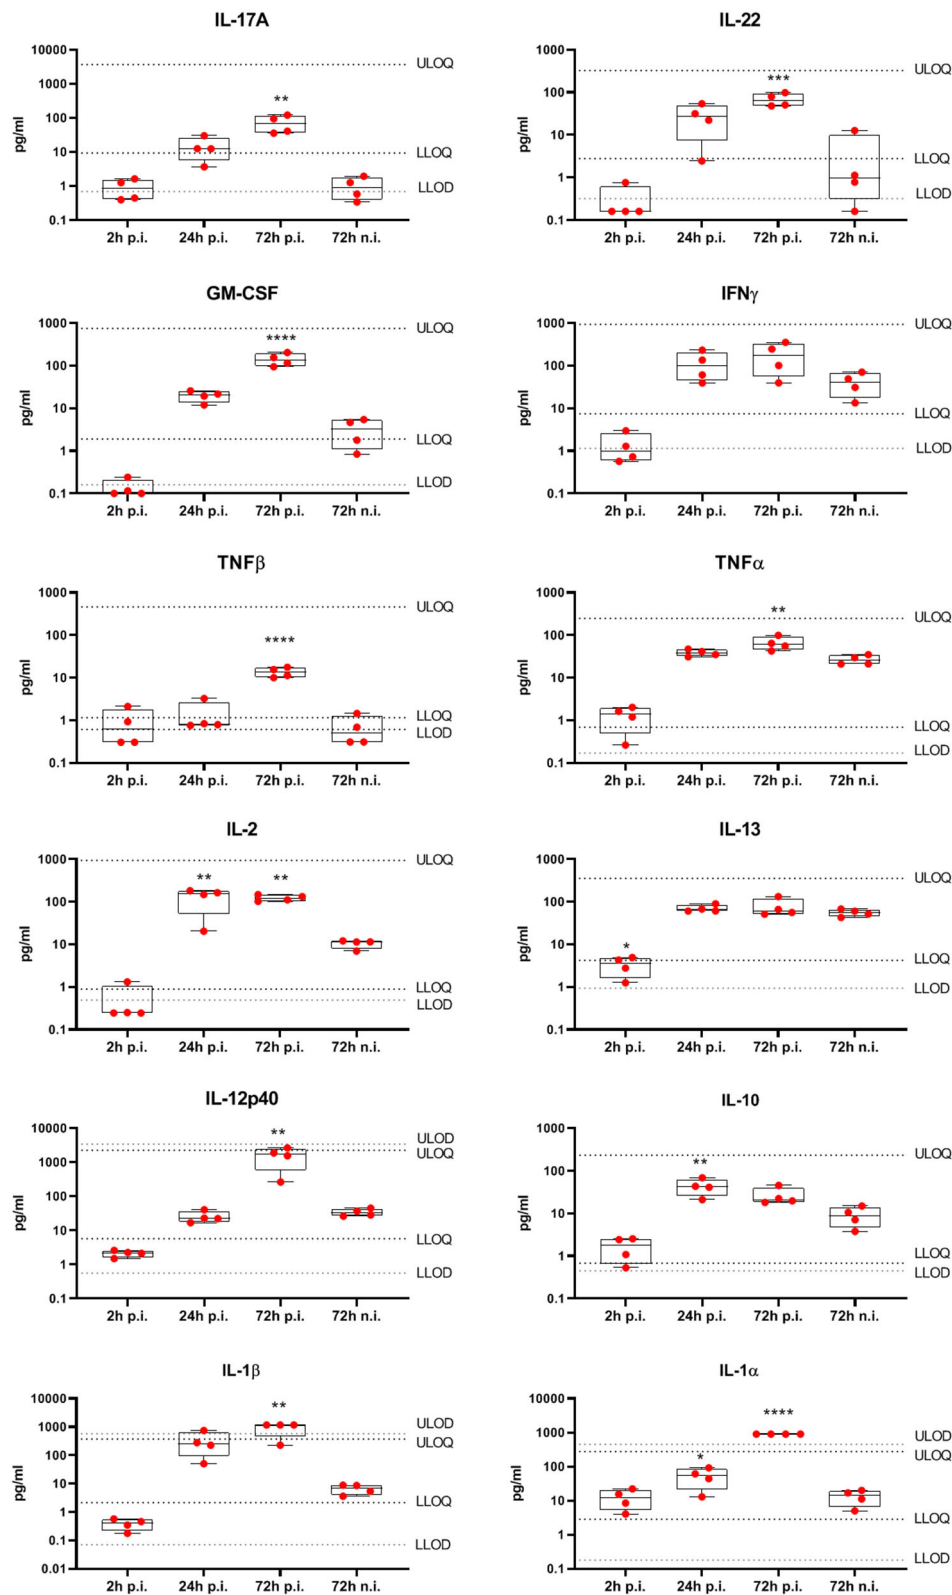 IL-17A
10000
1000
100
10
1
0.1
pg/ml
**
ULOQ
LLOQ
LLOD
2h p.i. 24h p.i. 72h p.i. 72h n.i.
IL-22
1000
100
10
1
0.1
pg/ml
***
ULOQ
LLOQ
LLOD
2h p.i. 24h p.i. 72h p.i. 72h n.i.
GM-CSF
1000
100
10
1
0.1
pg/ml
****
ULOQ
LLOQ
LLOD
2h p.i. 24h p.i. 72h p.i. 72h n.i.
IFNγ
1000
100
10
1
0.1
pg/ml
ULOQ
LLOQ
LLOD
2h p.i. 24h p.i. 72h p.i. 72h n.i.
TNFβ
1000
100
10
1
0.1
pg/ml
****
ULOQ
LLOQ
LLOD
2h p.i. 24h p.i. 72h p.i. 72h n.i.
TNFα
1000
100
10
1
0.1
pg/ml
**
ULOQ
LLOQ
LLOD
2h p.i. 24h p.i. 72h p.i. 72h n.i.
IL-2
1000
100
10
1
0.1
pg/ml
** **
ULOQ
LLOQ
LLOD
2h p.i. 24h p.i. 72h p.i. 72h n.i.
IL-13
1000
100
10
1
0.1
pg/ml
*
ULOQ
LLOQ
LLOD
2h p.i. 24h p.i. 72h p.i. 72h n.i.
IL-12p40
10000
1000
100
10
1
0.1
pg/ml
**
ULOD
ULOQ
LLOQ
LLOD
2h p.i. 24h p.i. 72h p.i. 72h n.i.
IL-10
1000
100
10
1
0.1
pg/ml
**
ULOQ
LLOQ
LLOD
2h p.i. 24h p.i. 72h p.i. 72h n.i.
IL-1β
10000
1000
100
10
1
0.1
0.01
pg/ml
**
ULOD
ULOQ
LLOQ
LLOD
2h p.i. 24h p.i. 72h p.i. 72h n.i.
IL-1α
10000
1000
100
10
1
0.1
pg/ml
****
*
ULOD
ULOQ
LLOQ
LLOD
2h p.i. 24h p.i. 72h p.i. 72h n.i.